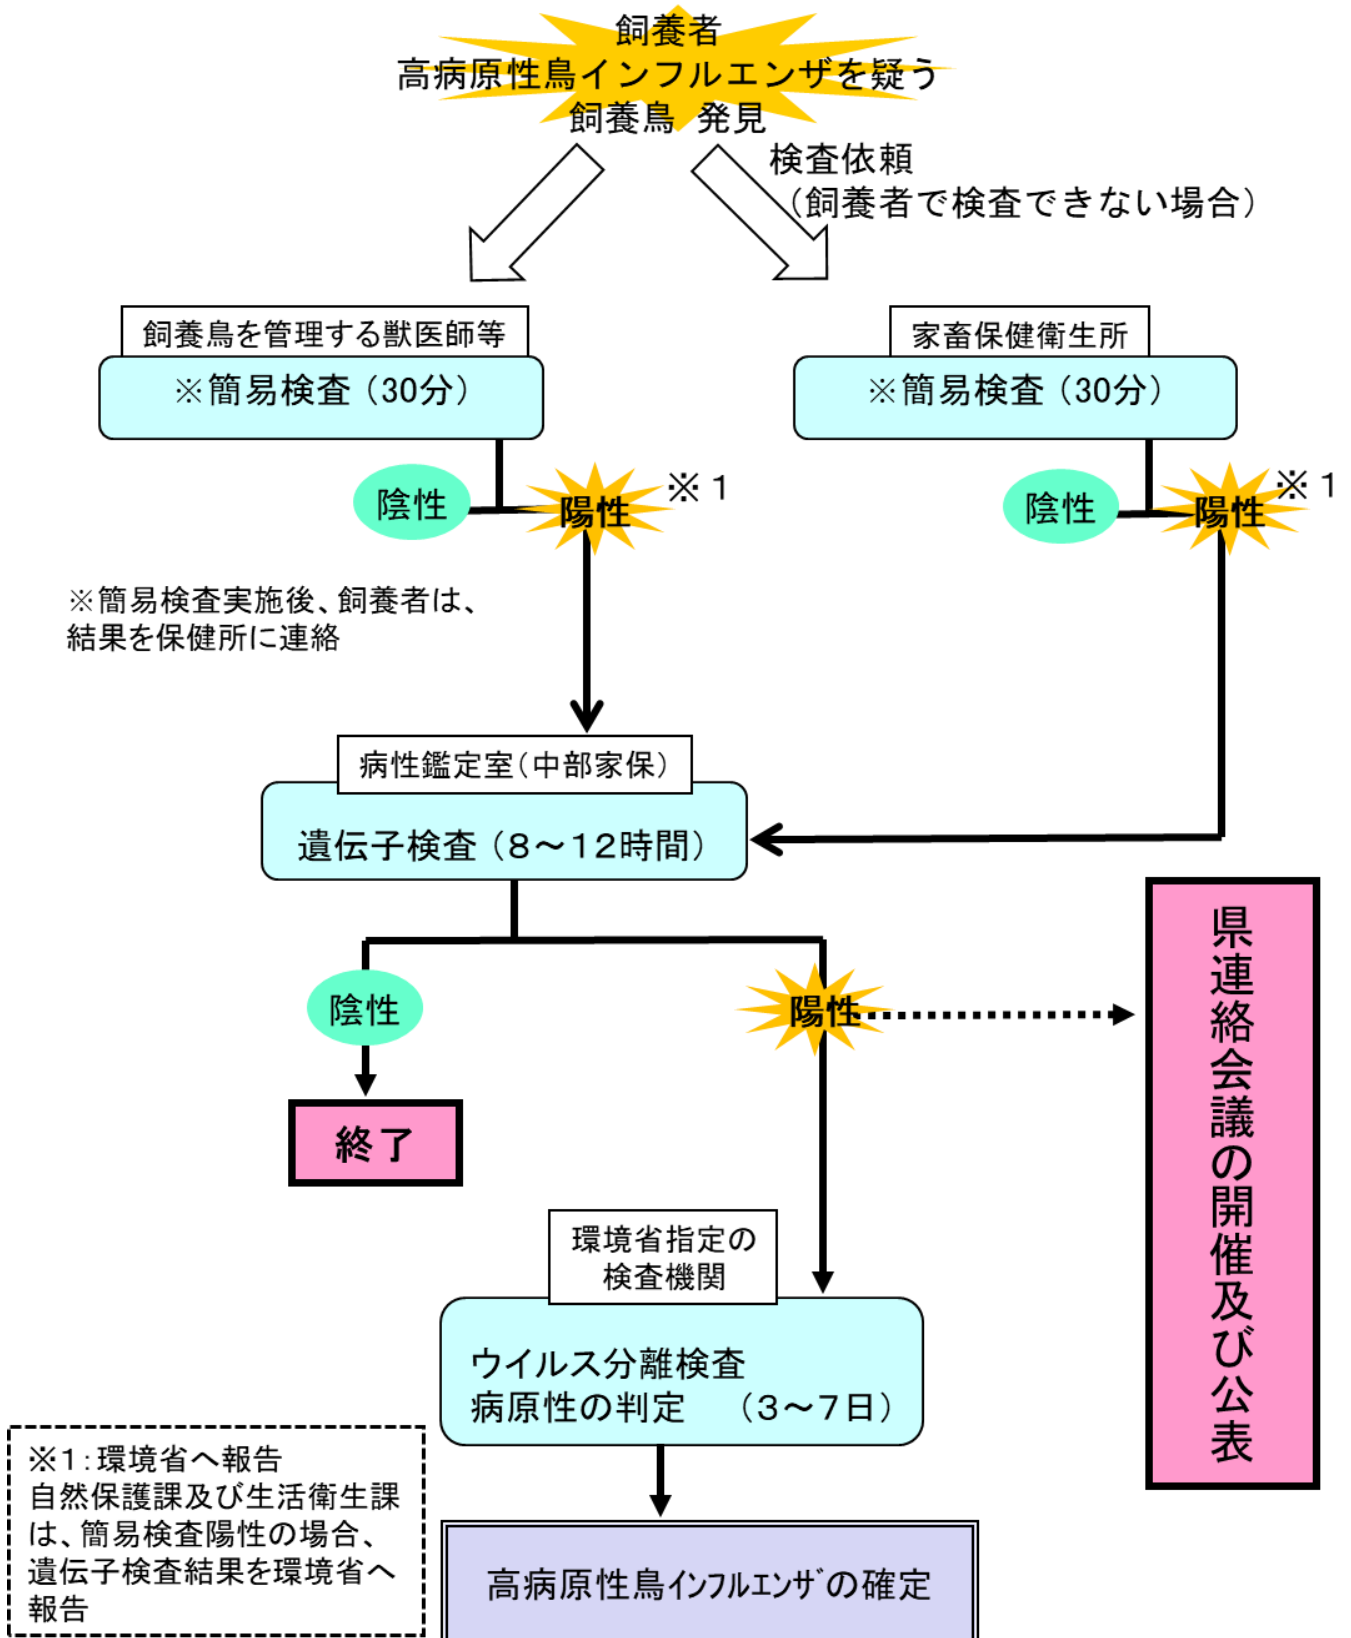 飼養者
高病原性鳥インフルエンザを疑う
飼養鳥 発見
検査依頼
（飼養者で検査できない場合）
飼養鳥を管理する獣医師等
※簡易検査（30分）
家畜保健衛生所
※簡易検査（30分）
陰性
陽性
※１
陰性
陽性
※１
※簡易検査実施後、飼養者は、
結果を保健所に連絡
病性鑑定室（中部家保）
遺伝子検査（８～１２時間）
陰性
陽性
終了
県連絡会議の開催及び公表
環境省指定の
検査機関
ウイルス分離検査
病原性の判定　（３～７日）
※１：環境省へ報告
自然保護課及び生活衛生課
は、簡易検査陽性の場合、
遺伝子検査結果を環境省へ
報告
高病原性鳥ｲﾝﾌﾙｴﾝｻﾞの確定